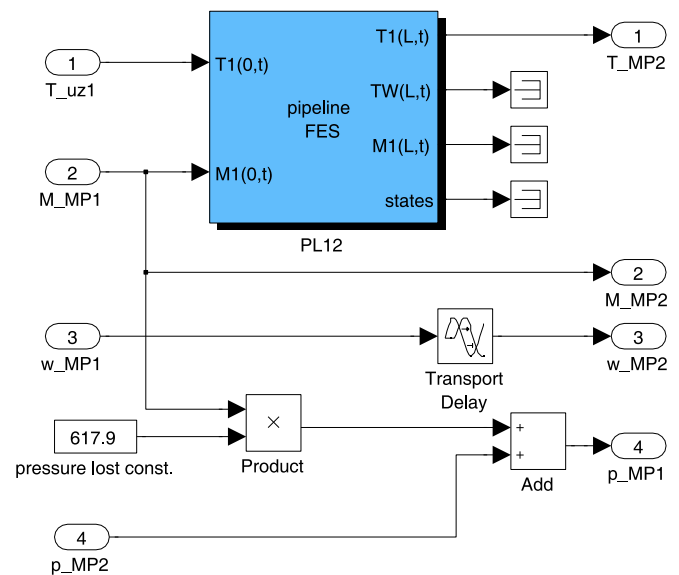 1
T_uz1
T1(0,t)
T1(L,t)
1
T_MP2
pipeline
FES
TW(L,t)
2
M_MP1
M1(0,t)
M1(L,t)
states
PL12
2
M_MP2
3
w_MP1
T
Transport
Delay
3
w_MP2
617.9
pressure lost const.
×
Product
+
+
Add
4
p_MP1
4
p_MP2